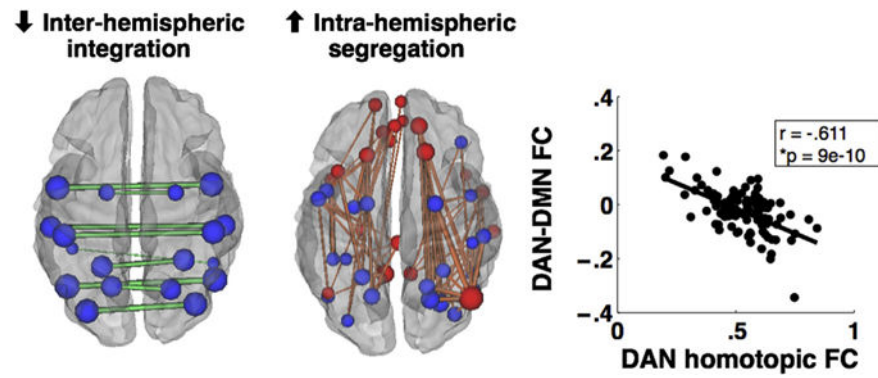 ⬇ Inter-hemispheric
integration
⬆ Intra-hemispheric
segregation
.4
.2
0
-.2
-.4
DAN-DMN FC
r = -.611
*p = 9e-10
0
.5
1
DAN homotopic FC